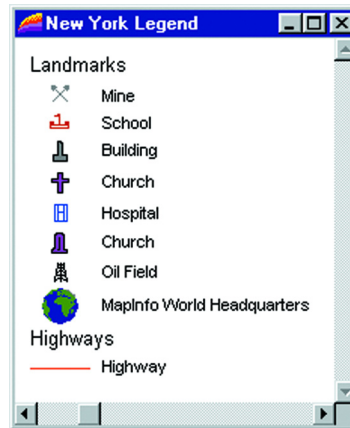 New York Legend
Landmarks
Mine
School
Building
Church
Hospital
Church
Oil Field
MapInfo World Headquarters
Highways
Highway